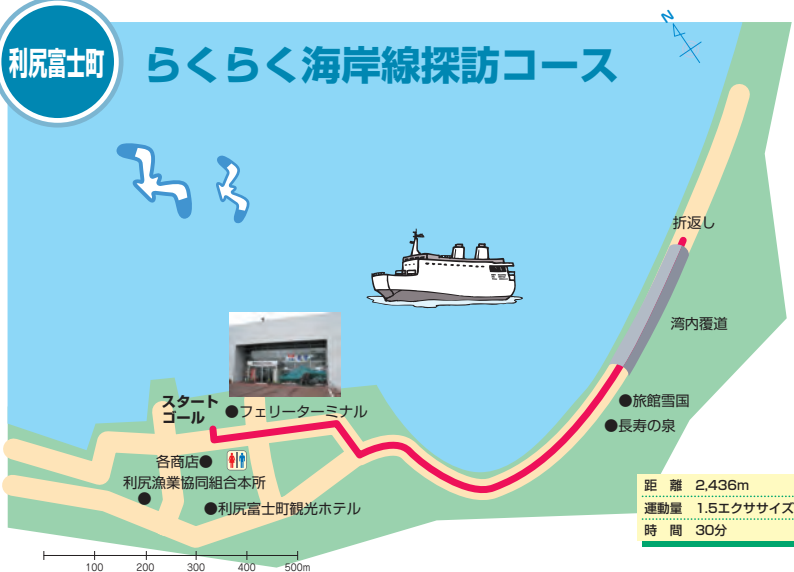 利尻富士町
らくらく海岸線探訪コース
N
折返し
湾内覆道
スタート
ゴール
●フェリーターミナル
●旅館雪国
●長寿の泉
各商店●
利尻漁業協同組合本所
●利尻富士町観光ホテル
距離 2,436m
運動量 1.5エクササイズ
時間 30分
100 200 300 400 500m